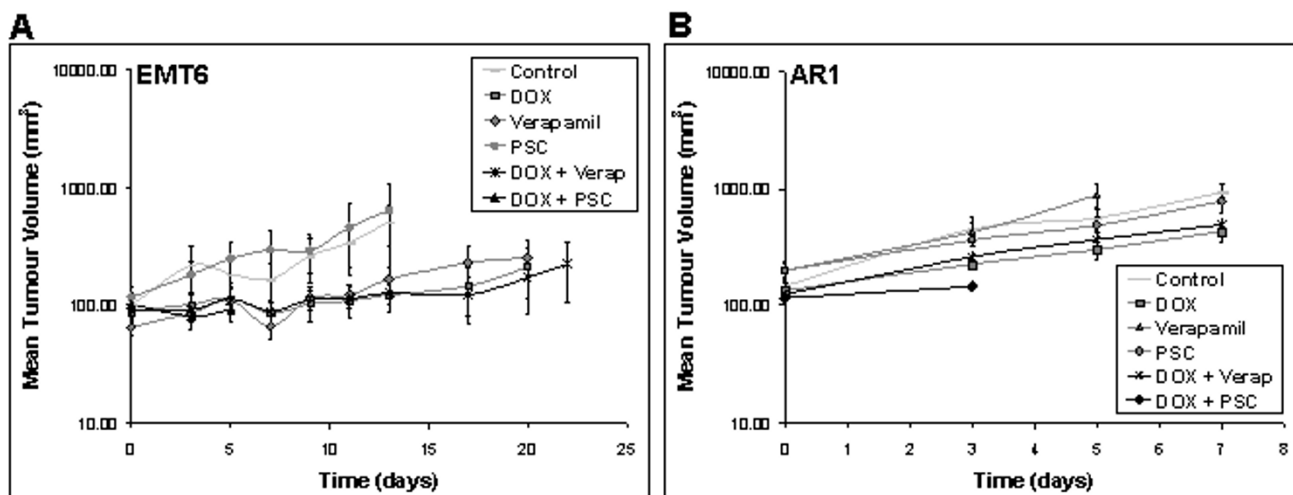 A
EMT6
Mean Tumour Volume (mm³)
10000.00
1000.00
100.00
10.00
0 5 10 15 20 25
Time (days)
Control
DOX
Verapamil
PSC
DOX + Verap
DOX + PSC
B
AR1
Mean Tumour Volume (mm³)
10000.00
1000.00
100.00
10.00
0 1 2 3 4 5 6 7 8
Time (days)
Control
DOX
Verapamil
PSC
DOX + Verap
DOX + PSC